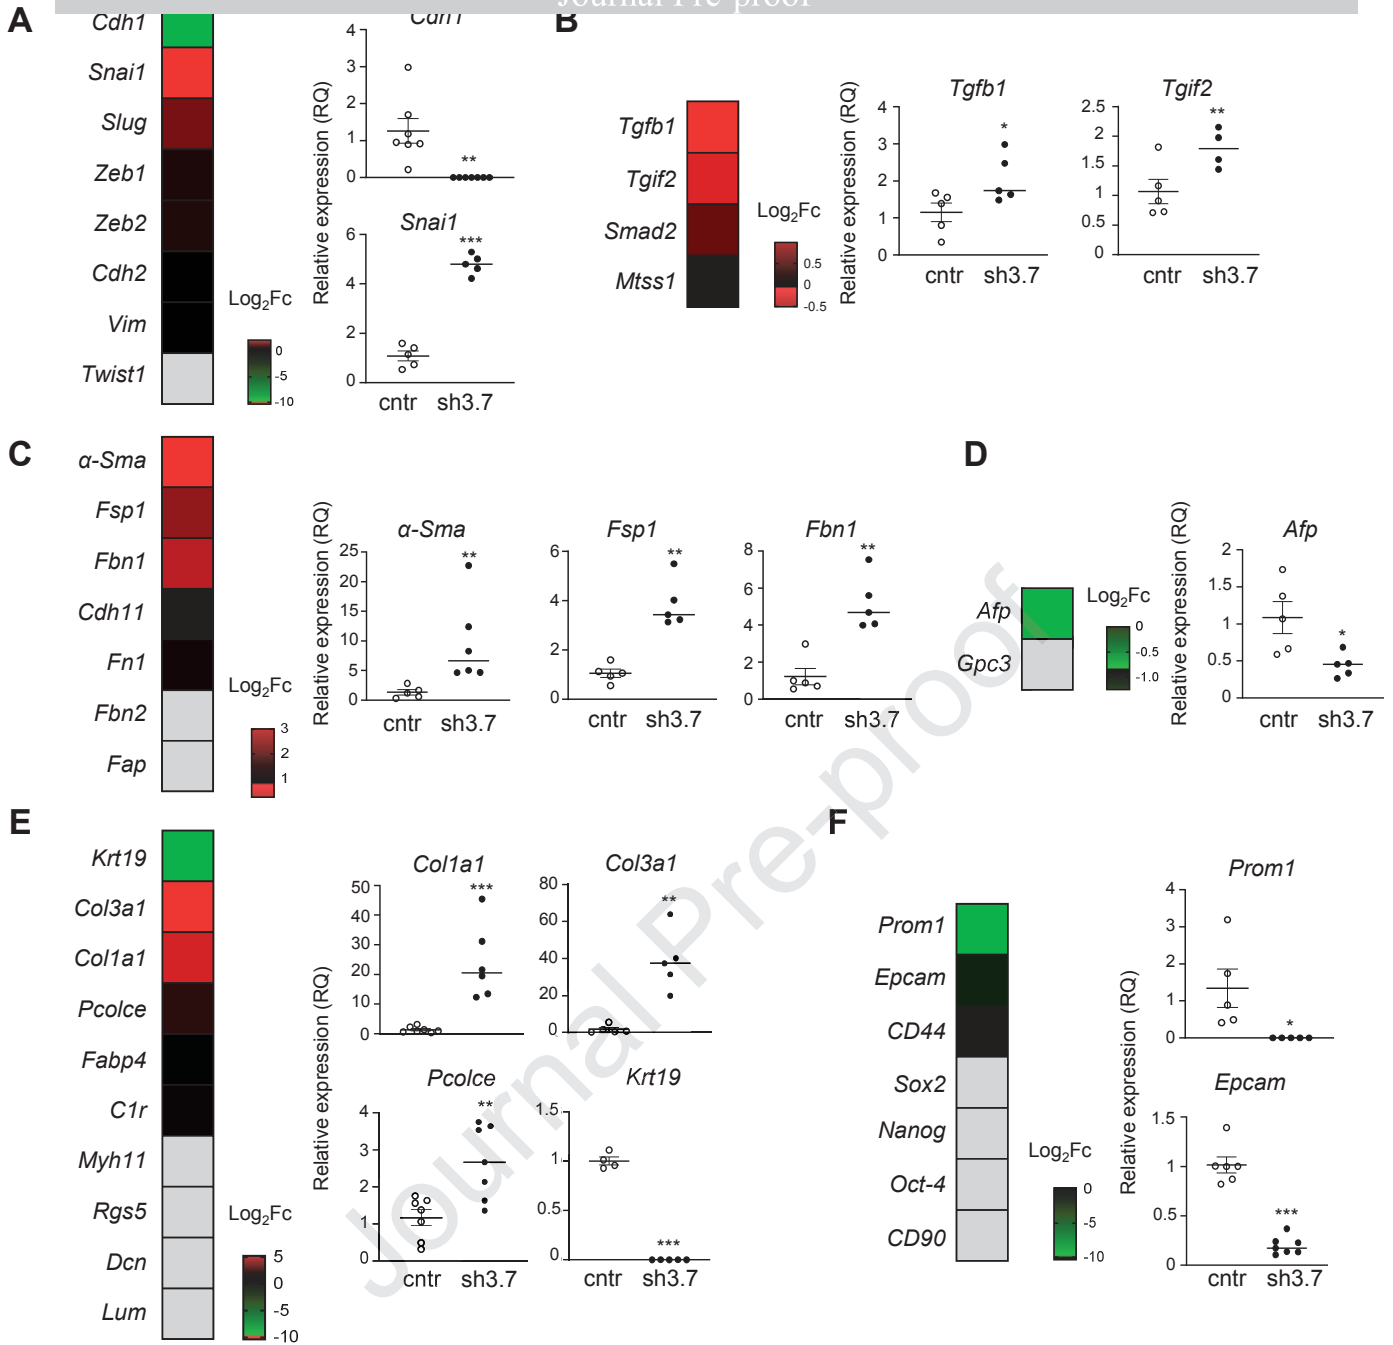 Journal Pre-proof
A
Cdh1
Snai1
Slug
Zeb1
Zeb2
Cdh2
Vim
Twist1
Log2Fc
0
-5
-10
Relative expression (RQ)
Cdh1
4
3
2
1
0
**
Snai1
6
4
2
0
***
cntr sh3.7
B
Tgfb1
Tgif2
Smad2
Mtss1
Log2Fc
0.5
0
-0.5
Relative expression (RQ)
Tgfb1
4
3
2
1
0
*
cntr sh3.7
Tgif2
2.5
2
1.5
1
0.5
0
**
cntr sh3.7
C
α-Sma
Fsp1
Fbn1
Cdh11
Fn1
Fbn2
Fap
Log2Fc
3
2
1
Relative expression (RQ)
α-Sma
25
20
15
10
5
0
**
cntr sh3.7
Fsp1
6
4
2
0
**
cntr sh3.7
Fbn1
8
6
4
2
0
**
cntr sh3.7
D
Afp
Gpc3
Log2Fc
0
-0.5
-1.0
Relative expression (RQ)
Afp
2
1.5
1
0.5
0
*
cntr sh3.7
E
Krt19
Col3a1
Col1a1
Pcolce
Fabp4
C1r
Myh11
Rgs5
Dcn
Lum
Log2Fc
5
0
-5
-10
Relative expression (RQ)
Col1a1
50
40
30
20
10
0
***
Col3a1
80
60
40
20
0
**
Pcolce
4
3
2
1
0
**
cntr sh3.7
Krt19
1.5
1
0.5
0
***
cntr sh3.7
F
Prom1
Epcam
CD44
Sox2
Nanog
Oct-4
CD90
Log2Fc
0
-5
-10
Relative expression (RQ)
Prom1
4
3
2
1
0
*
Epcam
1.5
1
0.5
0
***
cntr sh3.7
Journal Pre-proof